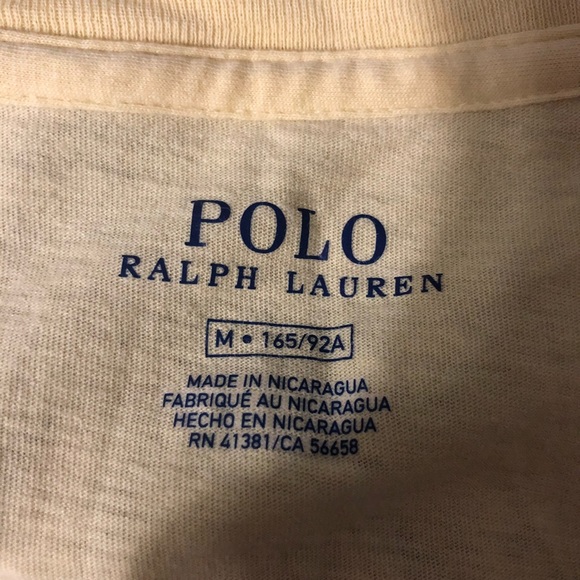 POLO
RALPH LAUREN
M • 165/92A
MADE IN NICARAGUA
FABRIQUÉ AU NICARAGUA
HECHO EN NICARAGUA
RN 41381/CA 56658